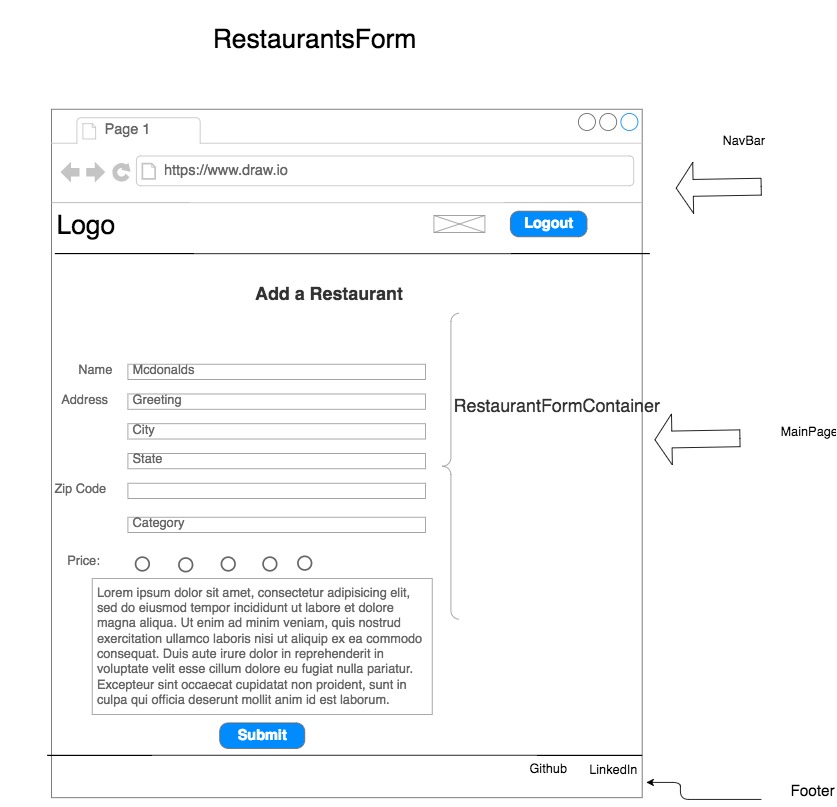 RestaurantsForm
Page 1
NavBar
https://www.draw.io
Logo
Logout
Add a Restaurant
Name
Mcdonalds
Address
Greeting
RestaurantFormContainer
City
MainPage
State
Zip Code
Category
Price:
Lorem ipsum dolor sit amet, consectetur adipisicing elit,
sed do eiusmod tempor incididunt ut labore et dolore
magna aliqua. Ut enim ad minim veniam, quis nostrud
exercitation ullamco laboris nisi ut aliquip ex ea commodo
consequat. Duis aute irure dolor in reprehenderit in
voluptate velit esse cillum dolore eu fugiat nulla pariatur.
Excepteur sint occaecat cupidatat non proident, sunt in
culpa qui officia deserunt mollit anim id est laborum.
Submit
Github
LinkedIn
Footer